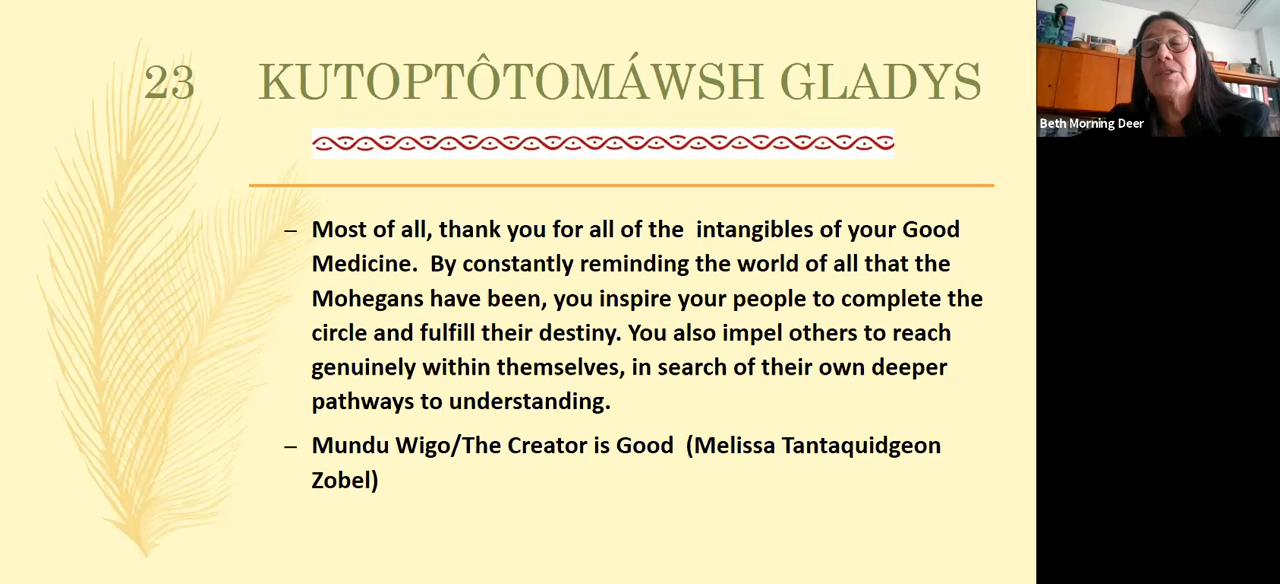 23 KUTOPTÔTOMÁWSH GLADYS
– Most of all, thank you for all of the intangibles of your Good
Medicine. By constantly reminding the world of all that the
Mohegans have been, you inspire your people to complete the
circle and fulfill their destiny. You also impel others to reach
genuinely within themselves, in search of their own deeper
pathways to understanding.
– Mundu Wigo/The Creator is Good (Melissa Tantaquidgeon
Zobel)
Beth Morning Deer